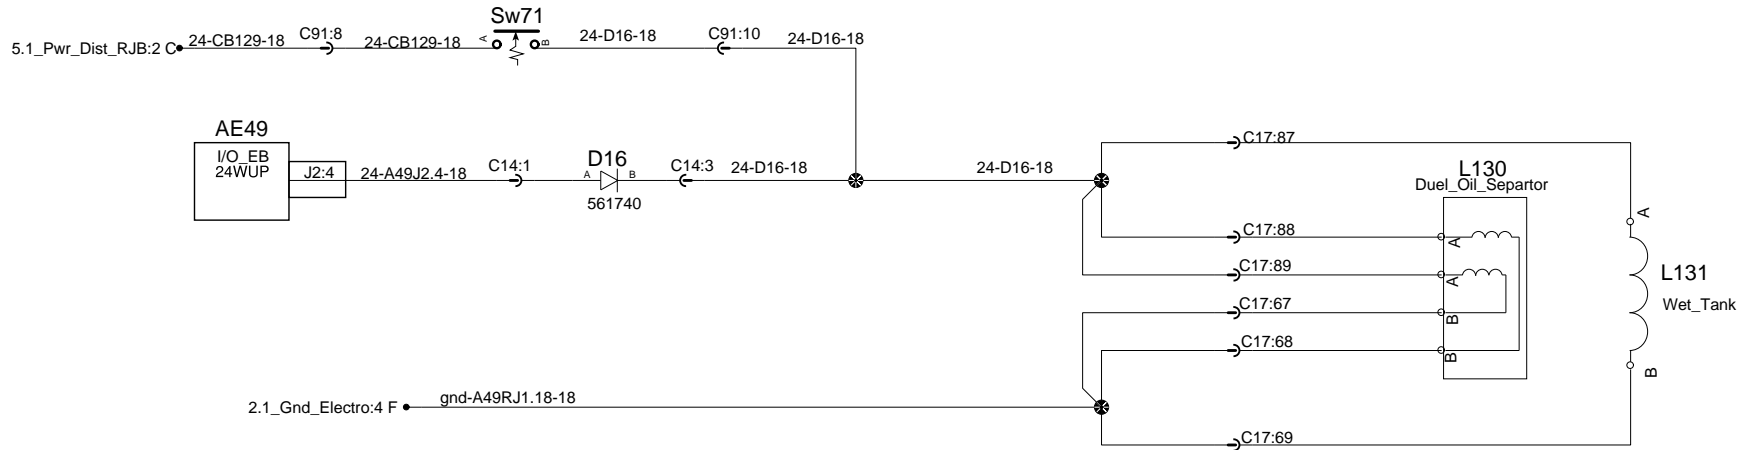 Sw71
5.1_Pwr_Dist_RJB:2 C
24-CB129-18
C91:8
24-CB129-18
A
B
24-D16-18
C91:10
24-D16-18
AE49
I/O_EB
24WUP
J2:4
24-A49J2.4-18
C14:1
D16
A
B
561740
C14:3
24-D16-18
24-D16-18
C17:87
L130
Duel_Oil_Separtor
C17:88
A
C17:89
A
C17:67
B
C17:68
B
A
L131
Wet_Tank
B
2.1_Gnd_Electro:4 F
gnd-A49RJ1.18-18
C17:69